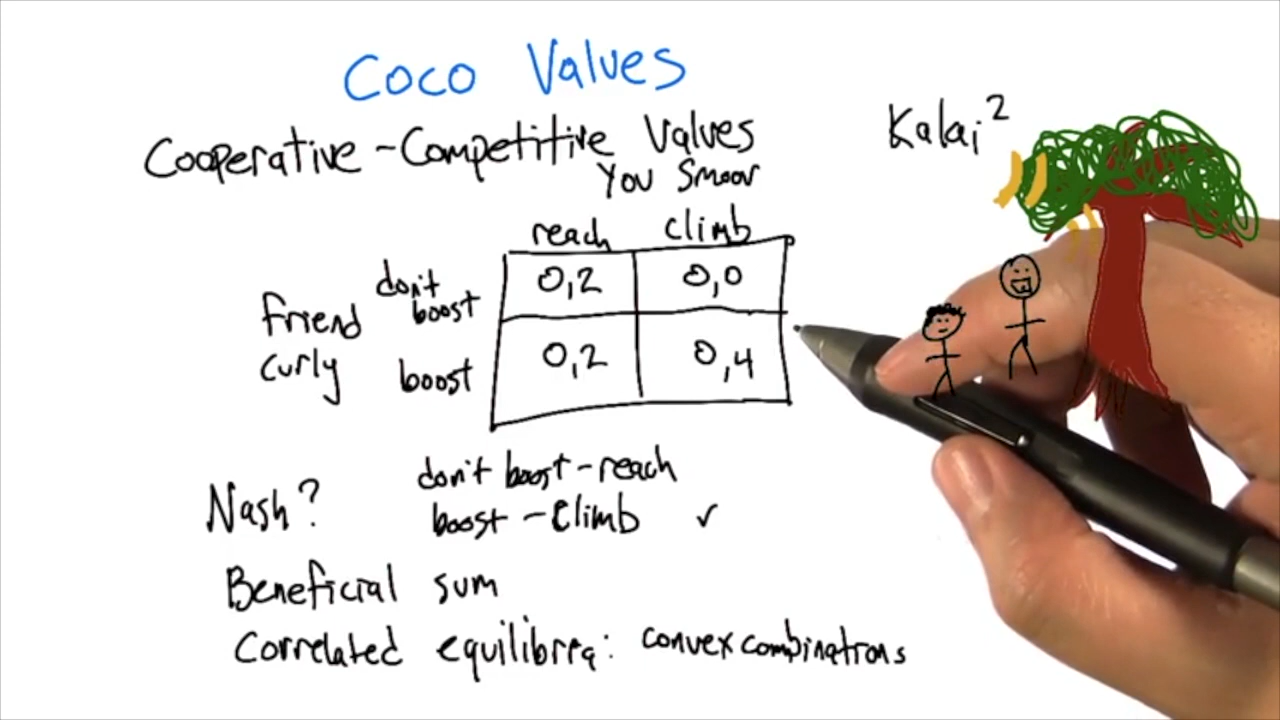 Coco Values
Cooperative-Competitive Values
Kalai²
You Smoov
reach climb
friend
curly
don't
boost
0,2 0,0
boost
0,2 0,4
Nash?
don't boost-reach
boost-climb ✓
Beneficial sum
Correlated equilibrea: convex combinations